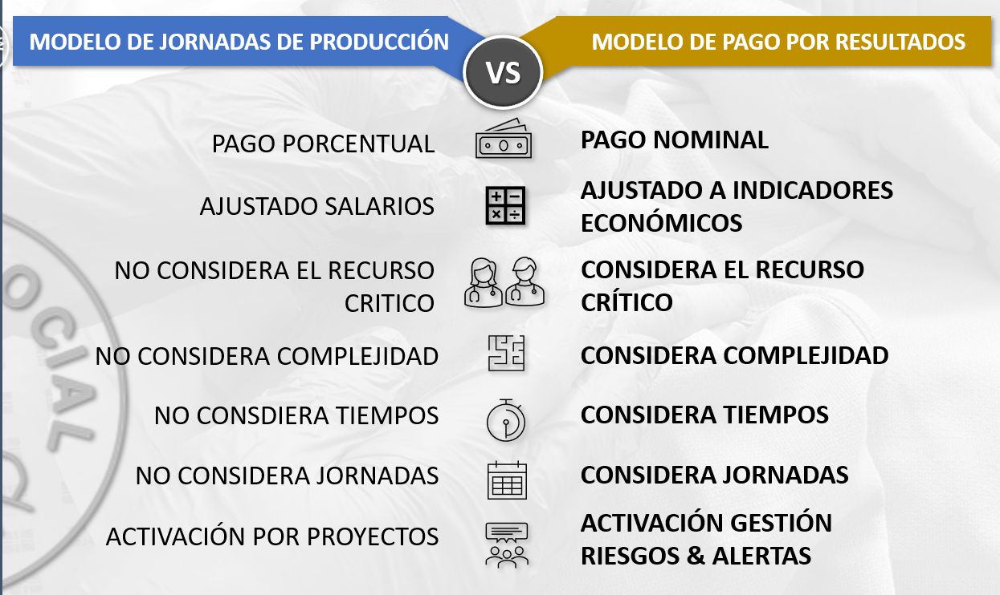 MODELO DE JORNADAS DE PRODUCCIÓN
VS
MODELO DE PAGO POR RESULTADOS
PAGO PORCENTUAL
PAGO NOMINAL
AJUSTADO SALARIOS
AJUSTADO A INDICADORES
ECONÓMICOS
NO CONSIDERA EL RECURSO
CRITICO
CONSIDERA EL RECURSO
CRÍTICO
NO CONSIDERA COMPLEJIDAD
CONSIDERA COMPLEJIDAD
NO CONSDIERA TIEMPOS
CONSIDERA TIEMPOS
NO CONSIDERA JORNADAS
CONSIDERA JORNADAS
ACTIVACIÓN POR PROYECTOS
ACTIVACIÓN GESTIÓN
RIESGOS & ALERTAS